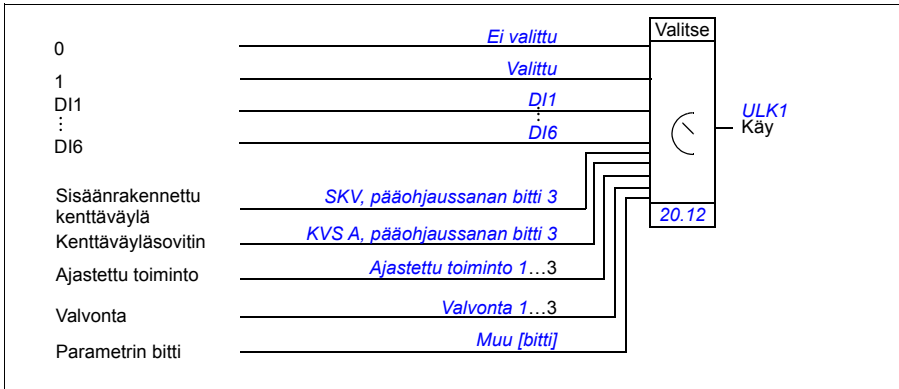 Valitse
0 Ei valittu
1 Valittu
DI1 DI1
⋮ ⋮
DI6 DI6
ULK1
Käy
Sisäänrakennettu
kenttäväylä SKV, pääohjaussanan bitti 3
20.12
Kenttäväyläsovitin KVS A, pääohjaussanan bitti 3
Ajastettu toiminto Ajastettu toiminto 1…3
Valvonta Valvonta 1…3
Parametrin bitti Muu [bitti]